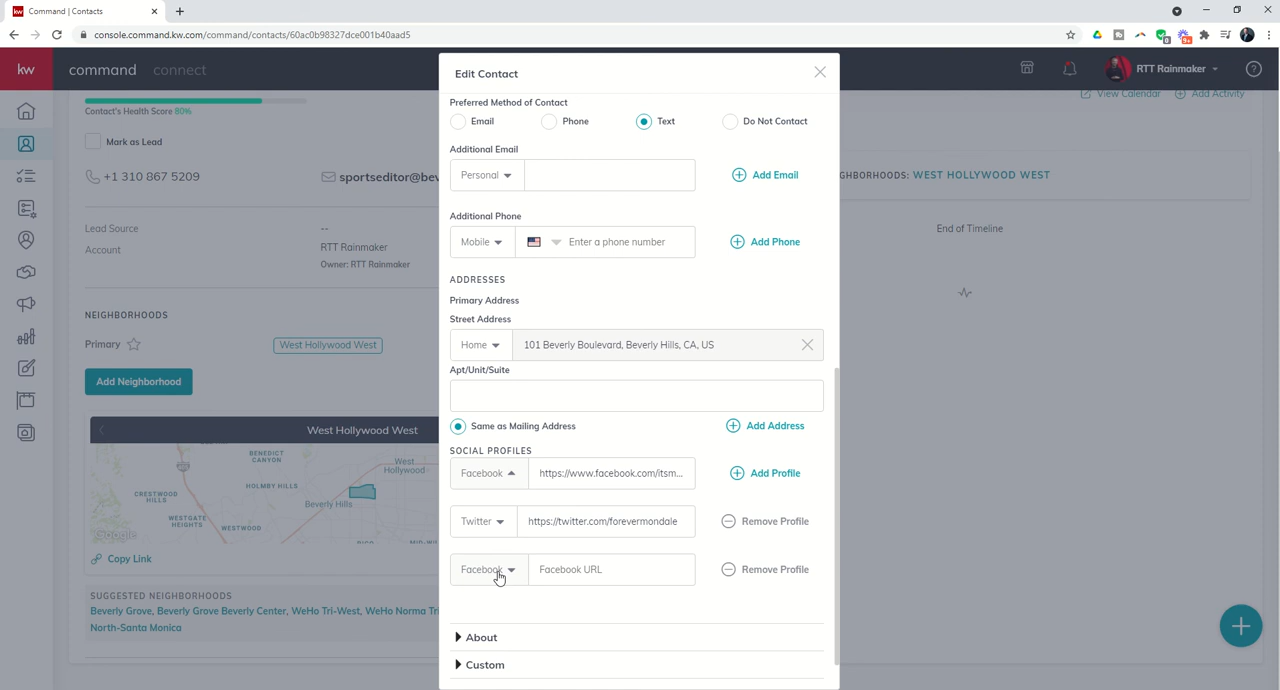 kw Command | Contacts
console.command.kw.com/command/contacts/60ac0b98327dce001b40aad5
kw command connect
RTT Rainmaker
Edit Contact
Contact's Health Score 80%
View Calendar Add Activity
Preferred Method of Contact
Email Phone Text Do Not Contact
Mark as Lead
Additional Email
Personal Add Email
+1 310 867 5209 sportseditor@bev
GHBORHOODS: WEST HOLLYWOOD WEST
Additional Phone
Mobile Enter a phone number Add Phone
Lead Source --
Account RTT Rainmaker
Owner: RTT Rainmaker
End of Timeline
ADDRESSES
Primary Address
Street Address
Home 101 Beverly Boulevard, Beverly Hills, CA, US
NEIGHBORHOODS
Primary West Hollywood West
Add Neighborhood
Apt/Unit/Suite
Same as Mailing Address Add Address
West Hollywood West
BENEDICT CANYON
West Hollywood
CRESTWOOD HILLS
HOLMBY HILLS
Beverly Hills
WESTGATE HEIGHTS
WESTWOOD
Google
SOCIAL PROFILES
Facebook https://www.facebook.com/itsm... Add Profile
Twitter https://twitter.com/forevermondale Remove Profile
Facebook Facebook URL Remove Profile
Copy Link
SUGGESTED NEIGHBORHOODS
Beverly Grove, Beverly Grove Beverly Center, WeHo Tri-West, WeHo Norma Tri
North-Santa Monica
About
Custom